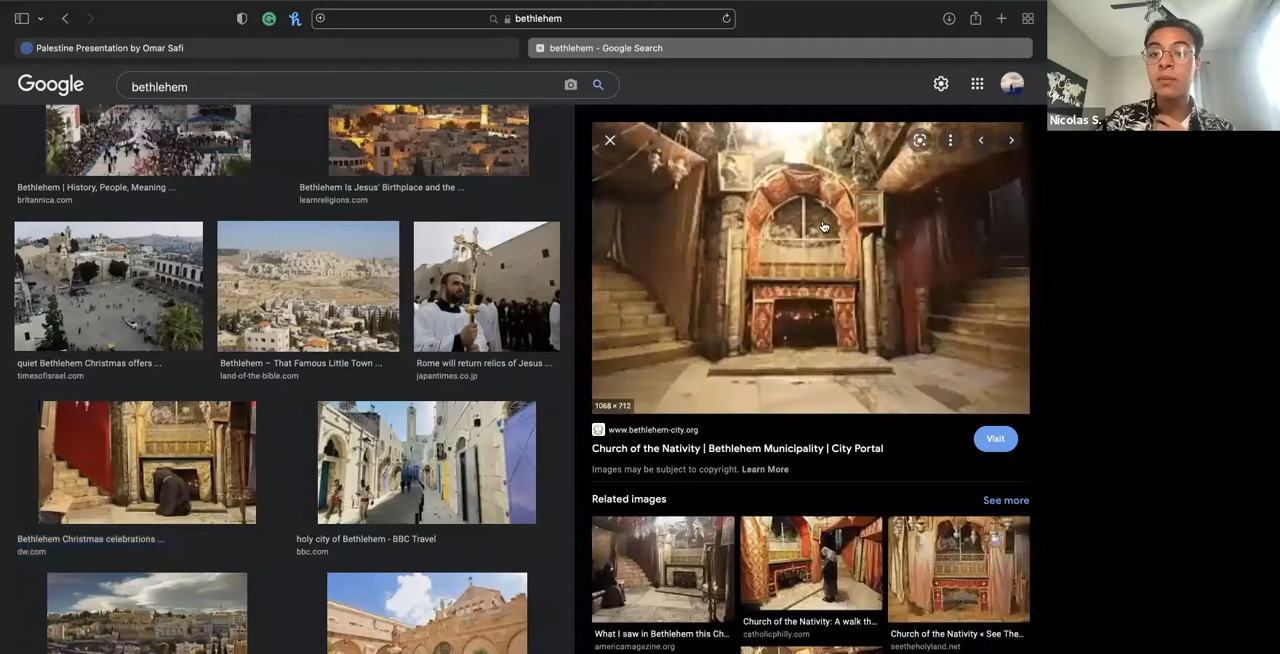 bethlehem
Palestine Presentation by Omar Safi
bethlehem - Google Search
Google
bethlehem
Nicolas S.
Bethlehem | History, People, Meaning ...
britannica.com
Bethlehem Is Jesus' Birthplace and the ...
learnreligions.com
quiet Bethlehem Christmas offers ...
timesofisrael.com
Bethlehem – That Famous Little Town ...
land-of-the-bible.com
Rome will return relics of Jesus ...
japantimes.co.jp
Bethlehem Christmas celebrations ...
dw.com
holy city of Bethlehem - BBC Travel
bbc.com
1068 × 712
www.bethlehem-city.org
Church of the Nativity | Bethlehem Municipality | City Portal
Visit
Images may be subject to copyright. Learn More
Related images
See more
What I saw in Bethlehem this Ch...
americamagazine.org
Church of the Nativity: A walk th...
catholicphilly.com
Church of the Nativity « See The...
seetheholyland.net